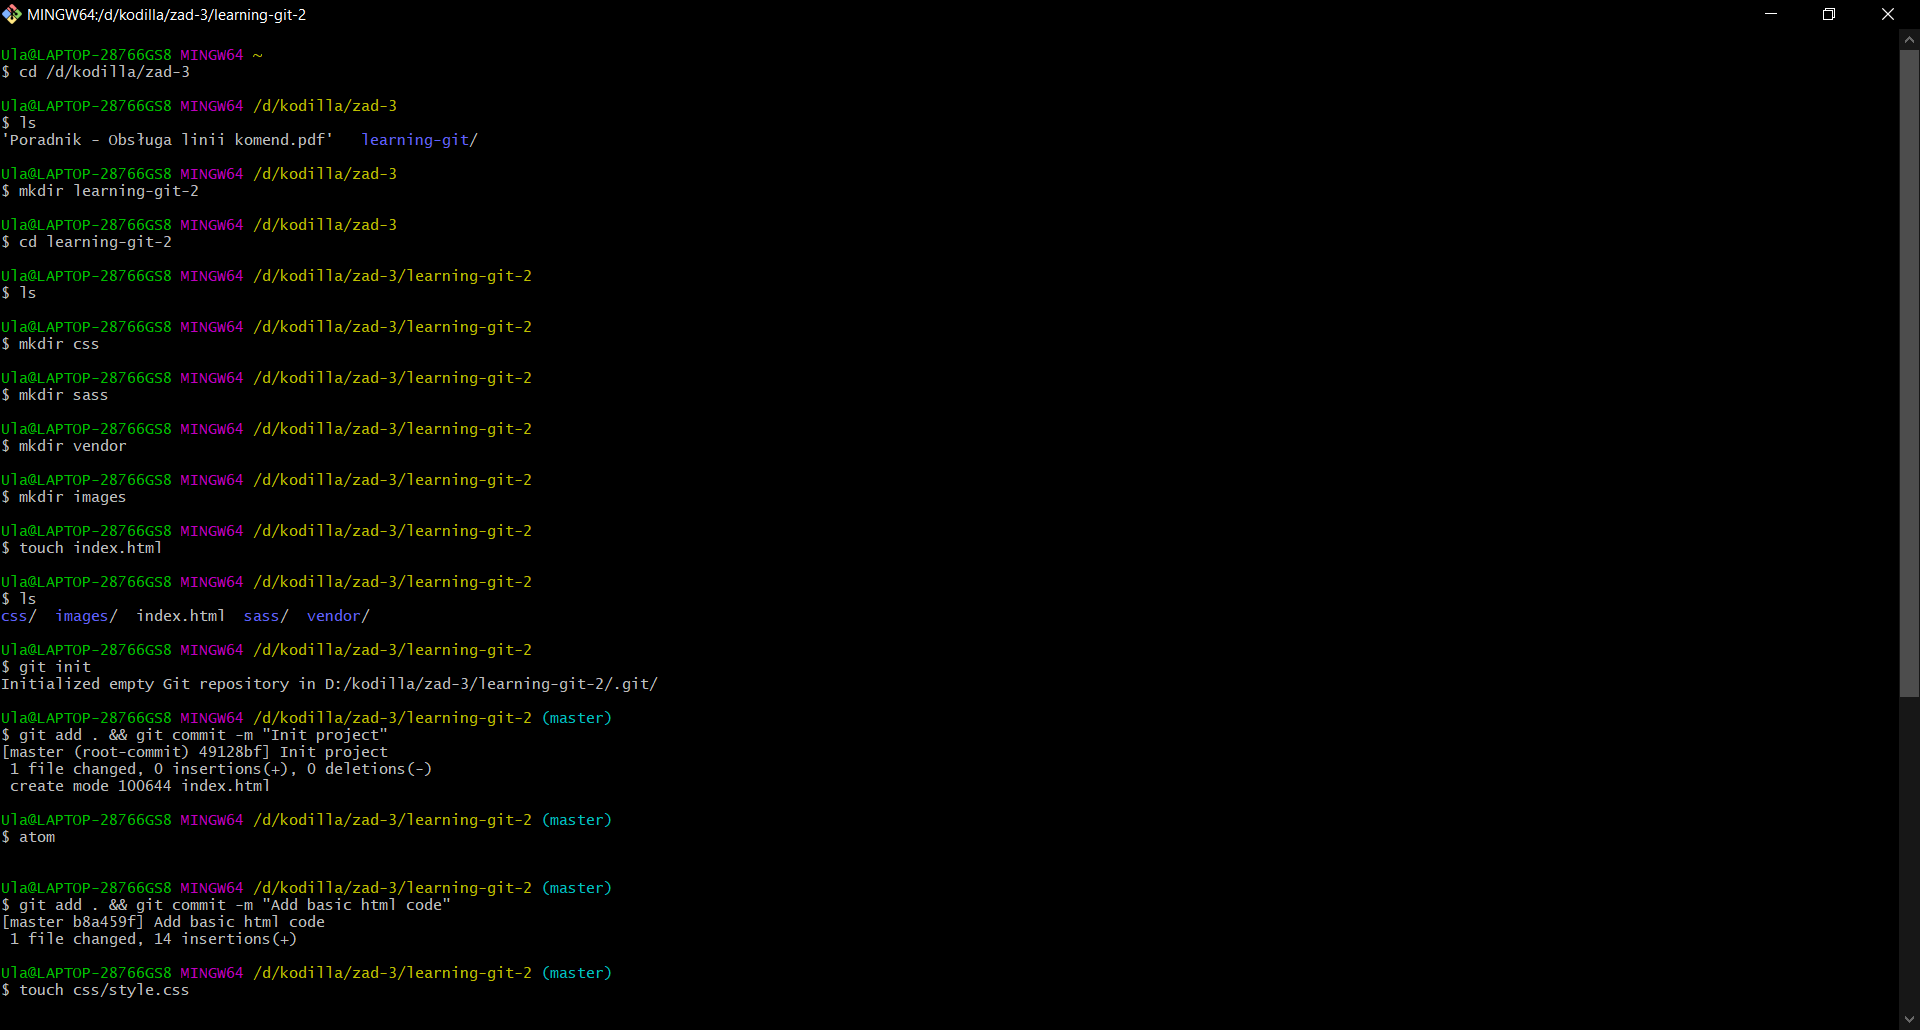 MINGW64:/d/kodilla/zad-3/learning-git-2
Ula@LAPTOP-28766GS8 MINGW64 ~
$ cd /d/kodilla/zad-3
Ula@LAPTOP-28766GS8 MINGW64 /d/kodilla/zad-3
$ ls
'Poradnik - Obsługa linii komend.pdf'   learning-git/
Ula@LAPTOP-28766GS8 MINGW64 /d/kodilla/zad-3
$ mkdir learning-git-2
Ula@LAPTOP-28766GS8 MINGW64 /d/kodilla/zad-3
$ cd learning-git-2
Ula@LAPTOP-28766GS8 MINGW64 /d/kodilla/zad-3/learning-git-2
$ ls
Ula@LAPTOP-28766GS8 MINGW64 /d/kodilla/zad-3/learning-git-2
$ mkdir css
Ula@LAPTOP-28766GS8 MINGW64 /d/kodilla/zad-3/learning-git-2
$ mkdir sass
Ula@LAPTOP-28766GS8 MINGW64 /d/kodilla/zad-3/learning-git-2
$ mkdir vendor
Ula@LAPTOP-28766GS8 MINGW64 /d/kodilla/zad-3/learning-git-2
$ mkdir images
Ula@LAPTOP-28766GS8 MINGW64 /d/kodilla/zad-3/learning-git-2
$ touch index.html
Ula@LAPTOP-28766GS8 MINGW64 /d/kodilla/zad-3/learning-git-2
$ ls
css/  images/  index.html  sass/  vendor/
Ula@LAPTOP-28766GS8 MINGW64 /d/kodilla/zad-3/learning-git-2
$ git init
Initialized empty Git repository in D:/kodilla/zad-3/learning-git-2/.git/
Ula@LAPTOP-28766GS8 MINGW64 /d/kodilla/zad-3/learning-git-2 (master)
$ git add . && git commit -m "Init project"
[master (root-commit) 49128bf] Init project
 1 file changed, 0 insertions(+), 0 deletions(-)
 create mode 100644 index.html
Ula@LAPTOP-28766GS8 MINGW64 /d/kodilla/zad-3/learning-git-2 (master)
$ atom
Ula@LAPTOP-28766GS8 MINGW64 /d/kodilla/zad-3/learning-git-2 (master)
$ git add . && git commit -m "Add basic html code"
[master b8a459f] Add basic html code
 1 file changed, 14 insertions(+)
Ula@LAPTOP-28766GS8 MINGW64 /d/kodilla/zad-3/learning-git-2 (master)
$ touch css/style.css